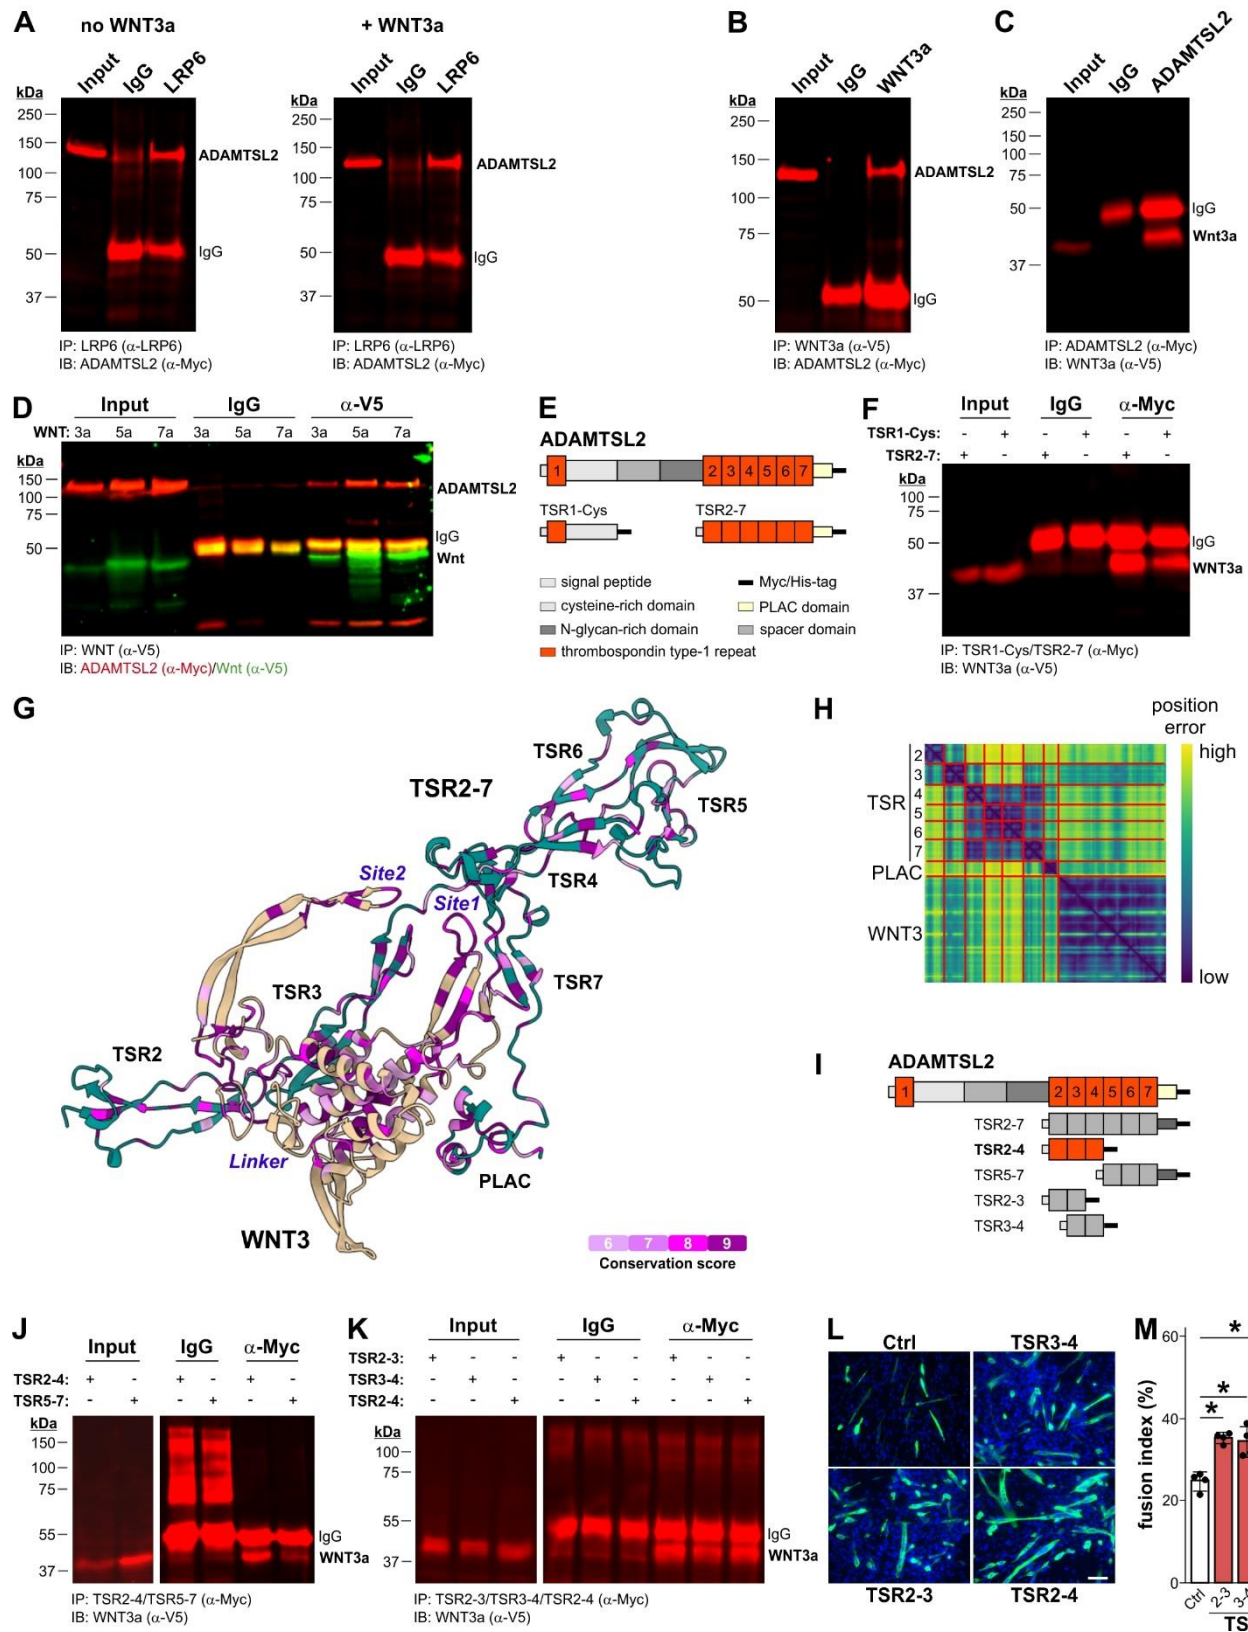 A
no WNT3a
+ WNT3a
Input
IgG
LRP6
Input
IgG
LRP6
kDa
250
150
100
75
50
37
ADAMTSL2
IgG
kDa
250
150
100
75
50
37
ADAMTSL2
IgG
IP: LRP6 (α-LRP6)
IB: ADAMTSL2 (α-Myc)
IP: LRP6 (α-LRP6)
IB: ADAMTSL2 (α-Myc)
B
Input
IgG
WNT3a
kDa
250
150
100
75
50
ADAMTSL2
IgG
IP: WNT3a (α-V5)
IB: ADAMTSL2 (α-Myc)
C
Input
IgG
ADAMTSL2
kDa
250
150
100
75
50
37
IgG
Wnt3a
IP: ADAMTSL2 (α-Myc)
IB: WNT3a (α-V5)
D
Input IgG α-V5
WNT: 3a 5a 7a 3a 5a 7a 3a 5a 7a
kDa
150
100
75
50
ADAMTSL2
IgG
Wnt
IP: WNT (α-V5)
IB: ADAMTSL2 (α-Myc)/Wnt (α-V5)
E
ADAMTSL2
1 2 3 4 5 6 7
TSR1-Cys TSR2-7
signal peptide
Myc/His-tag
cysteine-rich domain
PLAC domain
N-glycan-rich domain
spacer domain
thrombospondin type-1 repeat
F
Input IgG α-Myc
TSR1-Cys: - + - + - +
TSR2-7: + - + - + -
kDa
100
75
50
37
IgG
WNT3a
IP: TSR1-Cys/TSR2-7 (α-Myc)
IB: WNT3a (α-V5)
G
TSR6
TSR2-7
TSR5
TSR4
Site2
Site1
TSR3
TSR7
TSR2
Linker
PLAC
WNT3
6 7 8 9
Conservation score
H
position
error
high
low
2
3
4
5
6
7
TSR
PLAC
WNT3
I
ADAMTSL2
1 2 3 4 5 6 7
TSR2-7
TSR2-4
TSR5-7
TSR2-3
TSR3-4
J
Input IgG α-Myc
TSR2-4: + - + - + -
TSR5-7: - + - + - +
kDa
150
100
75
55
37
IgG
WNT3a
IP: TSR2-4/TSR5-7 (α-Myc)
IB: WNT3a (α-V5)
K
Input IgG α-Myc
TSR2-3: + - - + - - + - -
TSR3-4: - + - - + - - + -
TSR2-4: - - + - - + - - +
kDa
100
75
55
37
IgG
WNT3a
IP: TSR2-3/TSR3-4/TSR2-4 (α-Myc)
IB: WNT3a (α-V5)
L
Ctrl TSR3-4
TSR2-3 TSR2-4
M
fusion index (%)
60
40
20
0
*
*
*
Ctrl
2-3